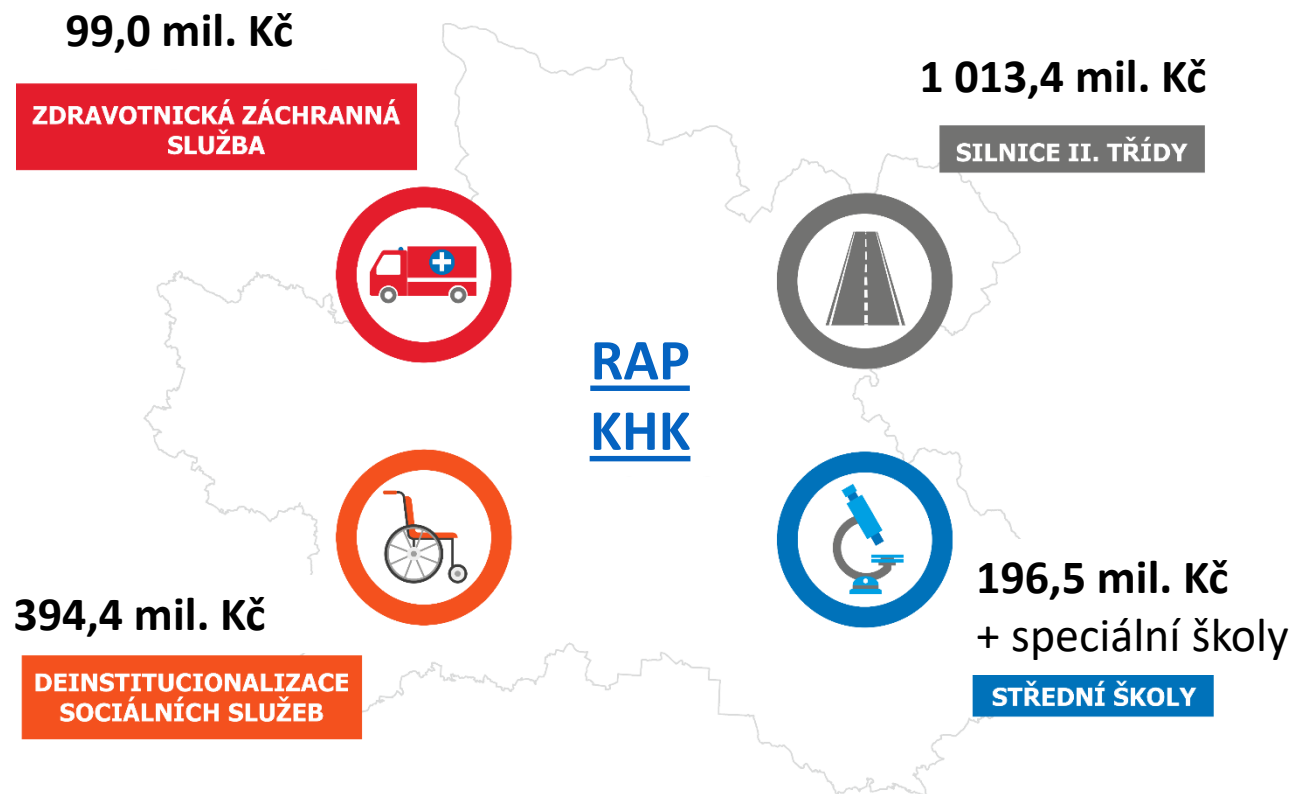 99,0 mil. Kč
ZDRAVOTNICKÁ ZÁCHRANNÁ
SLUŽBA
1 013,4 mil. Kč
SILNICE II. TŘÍDY
RAP
KHK
394,4 mil. Kč
DEINSTITUCIONALIZACE
SOCIÁLNÍCH SLUŽEB
196,5 mil. Kč
+ speciální školy
STŘEDNÍ ŠKOLY